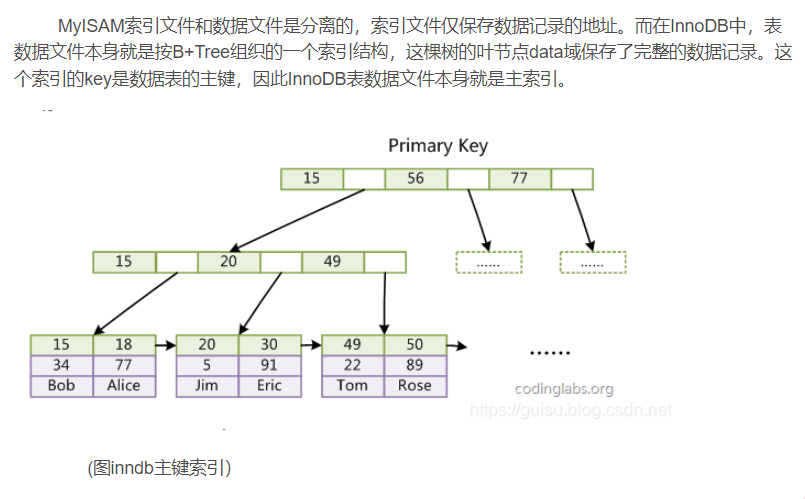 MyISAM索引文件和数据文件是分离的，索引文件仅保存数据记录的地址。而在InnoDB中，表
数据文件本身就是按B+Tree组织的一个索引结构，这棵树的叶节点data域保存了完整的数据记录。这
个索引的key是数据表的主键，因此InnoDB表数据文件本身就是主索引。
Primary Key
15 56 77
15 20 49
...... ......
15 18 20 30 49 50
34 77 5 91 22 89
Bob Alice Jim Eric Tom Rose
......
codinglabs.org
https://guisu.blog.csdn.net
(图inndb主键索引)